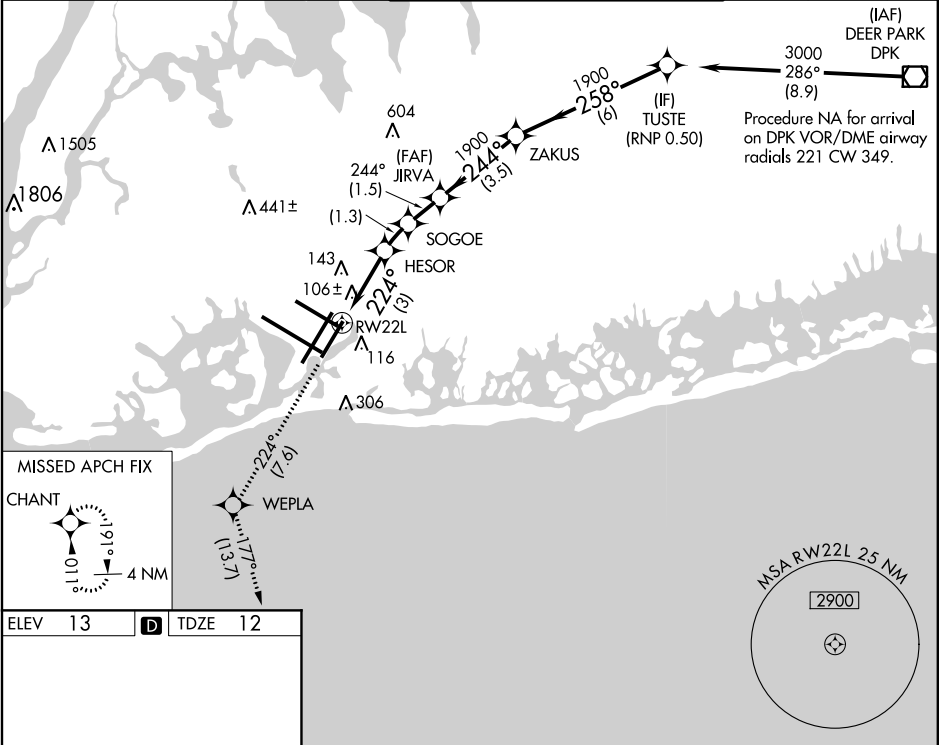 (IAF)
DEER PARK
DPK
3000
286°
(8.9)
1900
258°
(6)
(IF)
TUSTE
(RNP 0.50)
Procedure NA for arrival
on DPK VOR/DME airway
radials 221 CW 349.
604
1505
1806
441±
(FAF)
JIRVA
1900
244°
(3.5)
ZAKUS
244°
(1.5)
(1.3)
SOGOE
HESOR
143
106±
224°
(3)
RW22L
116
306
224°
(7.6)
WEPLA
177°
(13.7)
MISSED APCH FIX
CHANT
191°
011°
4 NM
MSA RW22L 25 NM
2900
ELEV 13 D TDZE 12